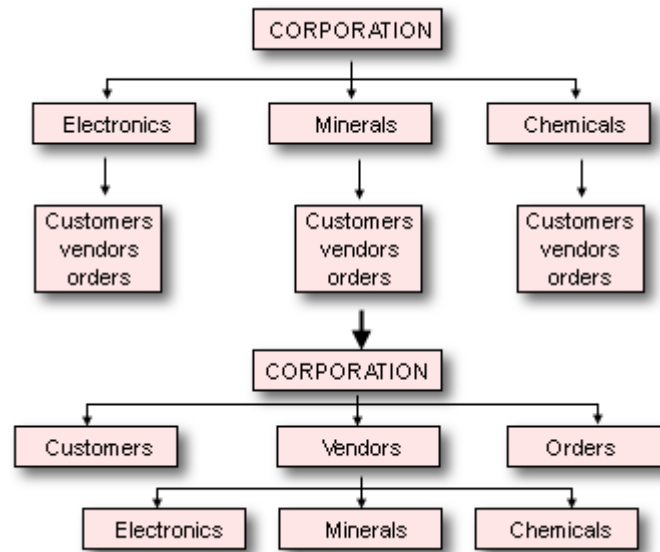 CORPORATION
Electronics
Minerals
Chemicals
Customers
vendors
orders
Customers
vendors
orders
Customers
vendors
orders
CORPORATION
Customers
Vendors
Orders
Electronics
Minerals
Chemicals